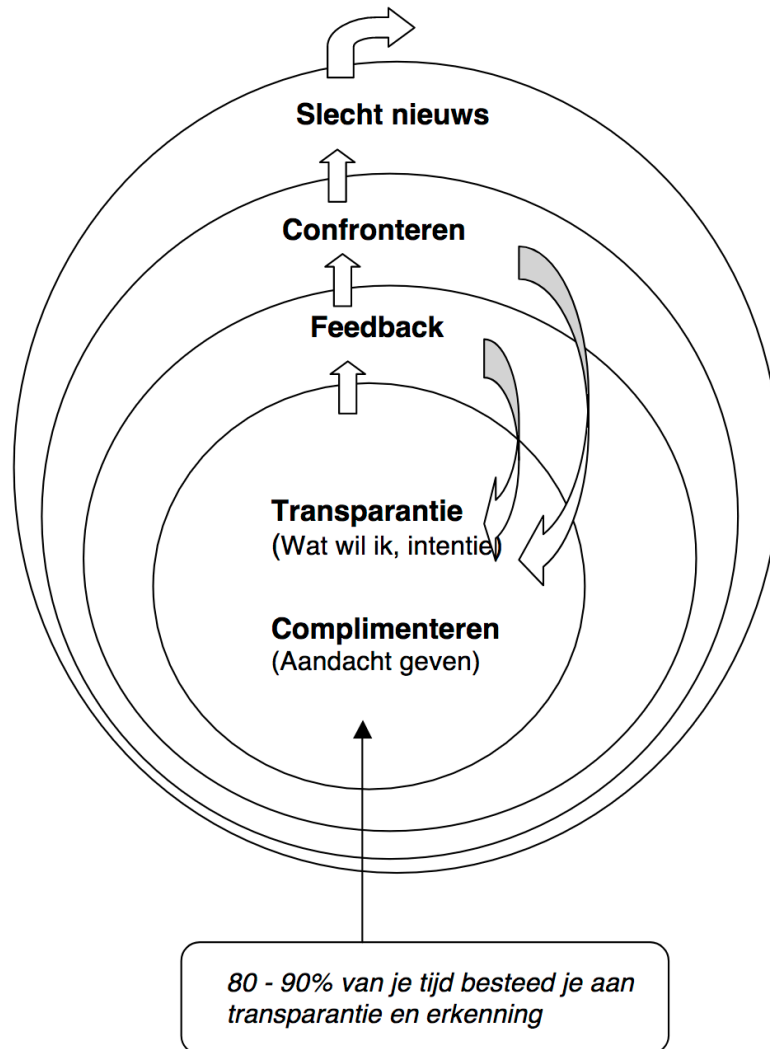 Slecht nieuws
Confronteren
Feedback
Transparantie
(Wat wil ik, intentie)
Complimenteren
(Aandacht geven)
80 - 90% van je tijd besteed je aan
transparantie en erkenning